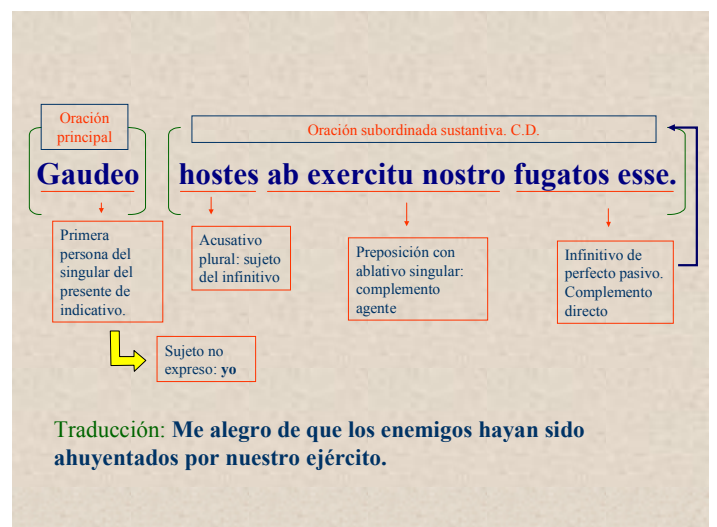 Oración
principal
Oración subordinada sustantiva. C.D.
Gaudeo hostes ab exercitu nostro fugatos esse.
Primera
persona del
singular del
presente de
indicativo.
Acusativo
plural: sujeto
del infinitivo
Preposición con
ablativo singular:
complemento
agente
Infinitivo de
perfecto pasivo.
Complemento
directo
Sujeto no
expreso: yo
Traducción: Me alegro de que los enemigos hayan sido
ahuyentados por nuestro ejército.